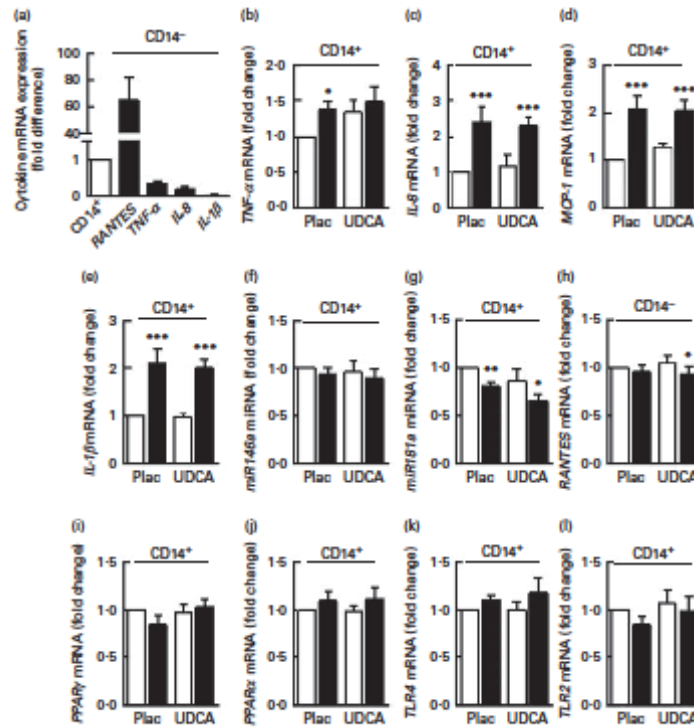 (a)
CD14–
Cytokine mRNA expression
(fold difference)
100
80
60
40
1
0
CD14+
RANTES
TNF-α
IL-8
IL-1β
(b)
CD14+
TNF-α mRNA (fold change)
2·0
1·5
1·0
0·5
0·0
*
Plac UDCA
(c)
CD14+
IL-8 mRNA (fold change)
4
3
2
1
0
*** ***
Plac UDCA
(d)
CD14+
MCP-1 mRNA (fold change)
3
2
1
0
*** ***
Plac UDCA
(e)
CD14+
IL-1β mRNA (fold change)
3
2
1
0
*** ***
Plac UDCA
(f)
CD14+
miR146a miRNA (fold change)
1·5
1·0
0·5
0·0
Plac UDCA
(g)
CD14+
miR181a miRNA (fold change)
1·5
1·0
0·5
0·0
** *
Plac UDCA
(h)
CD14–
RANTES mRNA (fold change)
1·5
1·0
0·5
0·0
*
Plac UDCA
(i)
CD14+
PPARγ mRNA (fold change)
1·5
1·0
0·5
0·0
Plac UDCA
(j)
CD14+
PPARα mRNA (fold change)
1·5
1·0
0·5
0·0
Plac UDCA
(k)
CD14+
TLR4 mRNA (fold change)
1·5
1·0
0·5
0·0
Plac UDCA
(l)
CD14+
TLR2 mRNA (fold change)
1·5
1·0
0·5
0·0
Plac UDCA